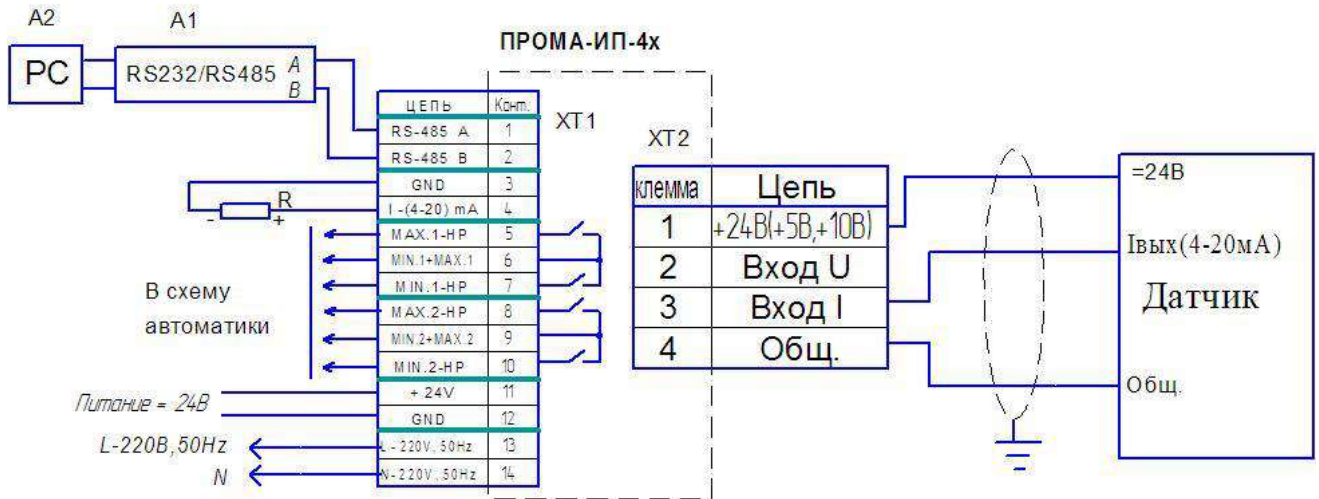 A2
A1
ПРОМА-ИП-4х
PC
RS232/RS485
A
B
ЦЕПЬ Конт.
RS-485 A 1
RS-485 B 2
GND 3
I -(4-20) mA 4
MAX.1-HP 5
MIN.1+MAX.1 6
MIN.1-HP 7
MAX.2-HP 8
MIN.2+MAX.2 9
MIN.2-HP 10
+ 24V 11
GND 12
L - 220V, 50Hz 13
N-220V, 50Hz 14
XT1
R
- +
В схему
автоматики
Питание = 24В
L-220В,50Hz
N
XT2
клемма Цепь
1 +24В(+5В,+10В)
2 Вход U
3 Вход I
4 Общ.
=24В
Iвых(4-20мА)
Датчик
Общ.